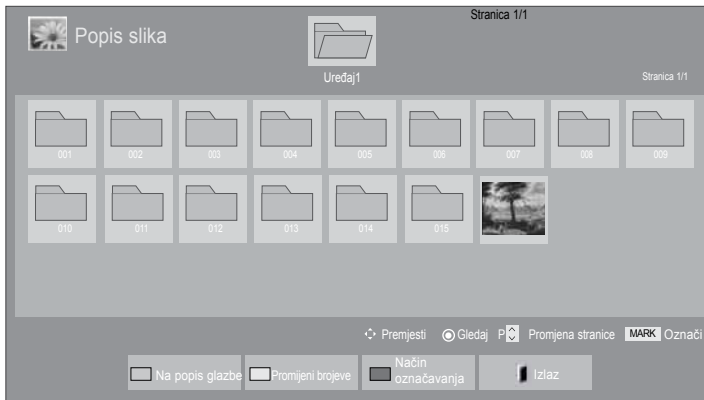 Stranica 1/1
Popis slika
Uređaj1
Stranica 1/1
001 002 003 004 005 006 007 008 009
010 011 012 013 014 015
Premjesti Gledaj P Promjena stranice MARK Označi
Na popis glazbe Promijeni brojeve Način označavanja Izlaz